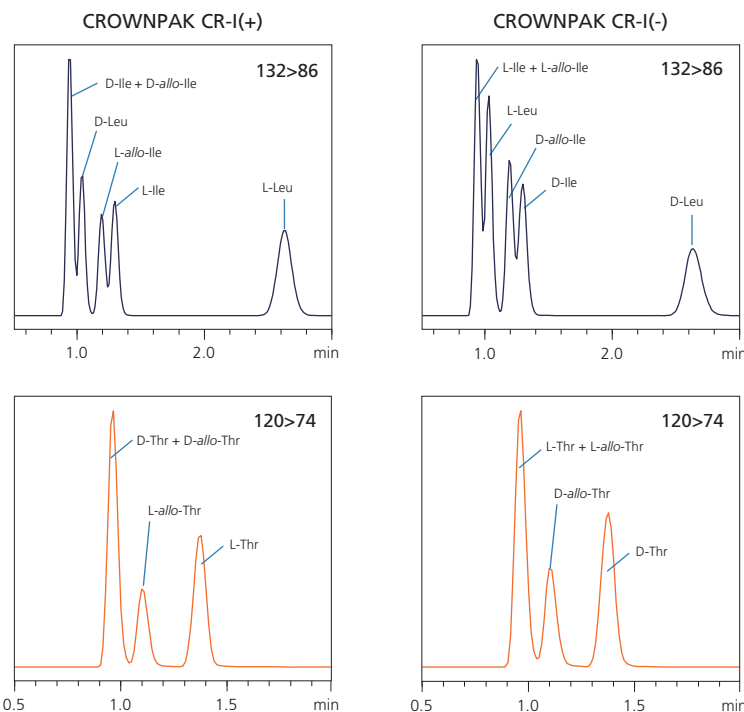 CROWNPAK CR-I(+)
132>86
D-Ile + D-allo-Ile
D-Leu
L-allo-Ile
L-Ile
L-Leu
1.0 2.0 min
CROWNPAK CR-I(-)
132>86
L-Ile + L-allo-Ile
L-Leu
D-allo-Ile
D-Ile
D-Leu
1.0 2.0 min
120>74
D-Thr + D-allo-Thr
L-allo-Thr
L-Thr
0.5 1.0 1.5 min
120>74
L-Thr + L-allo-Thr
D-allo-Thr
D-Thr
0.5 1.0 1.5 min